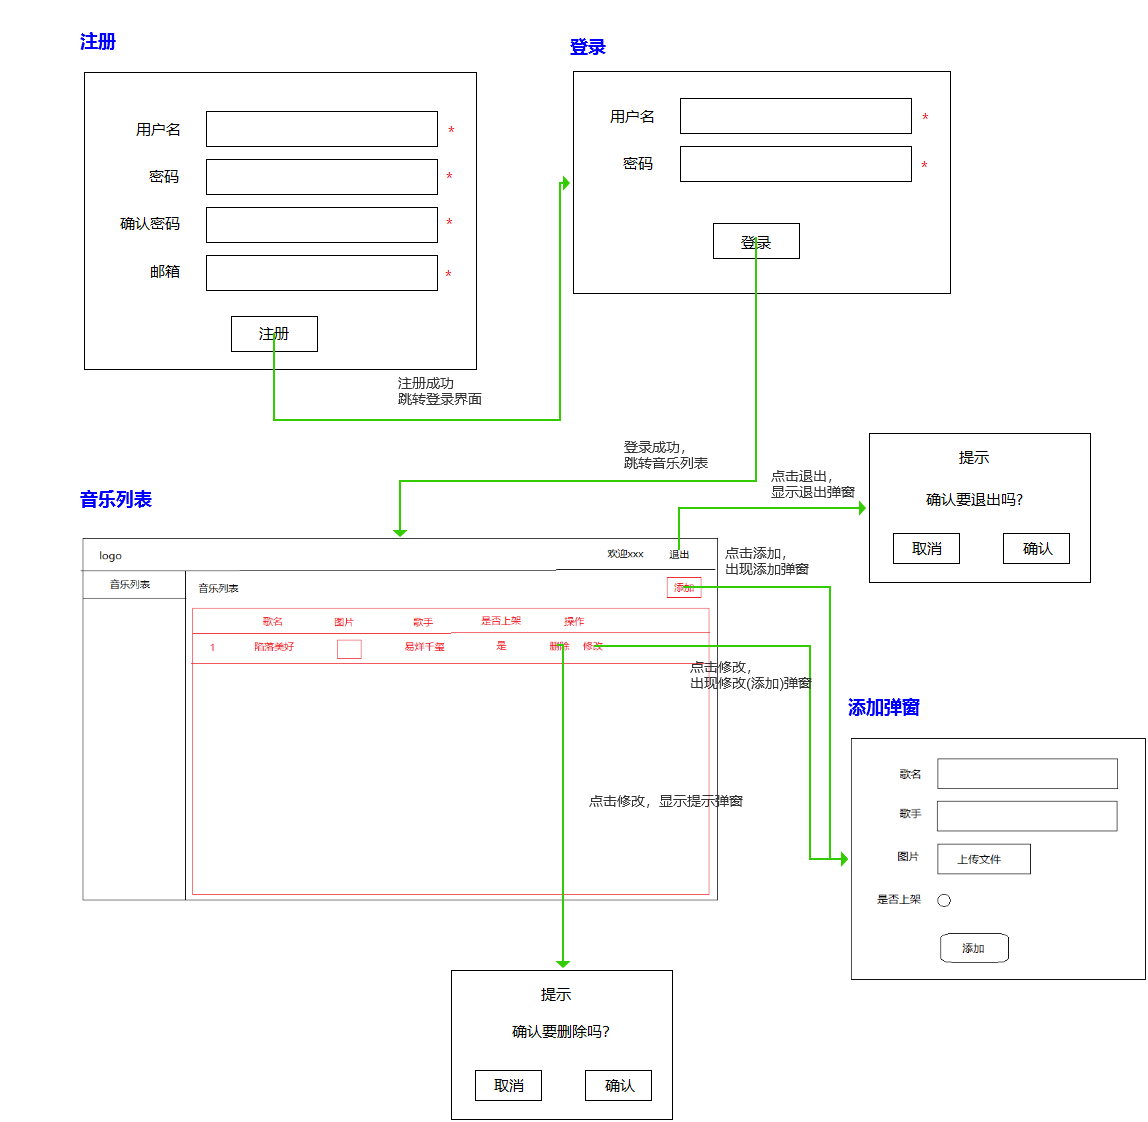 注册
用户名
*
密码
*
确认密码
*
邮箱
*
注册
登录
用户名
*
密码
*
登录
注册成功
跳转登录界面
登录成功，
跳转音乐列表
点击退出，
显示退出弹窗
提示
确认要退出吗?
取消
确认
音乐列表
logo
欢迎xxx
退出
音乐列表
音乐列表
添加
点击添加，
出现添加弹窗
歌名
图片
歌手
是否上架
操作
1
陷落美好
易烊千玺
是
删除
修改
点击修改，
出现修改(添加)弹窗
点击修改，显示提示弹窗
添加弹窗
歌名
歌手
图片
上传文件
是否上架
添加
提示
确认要删除吗?
取消
确认